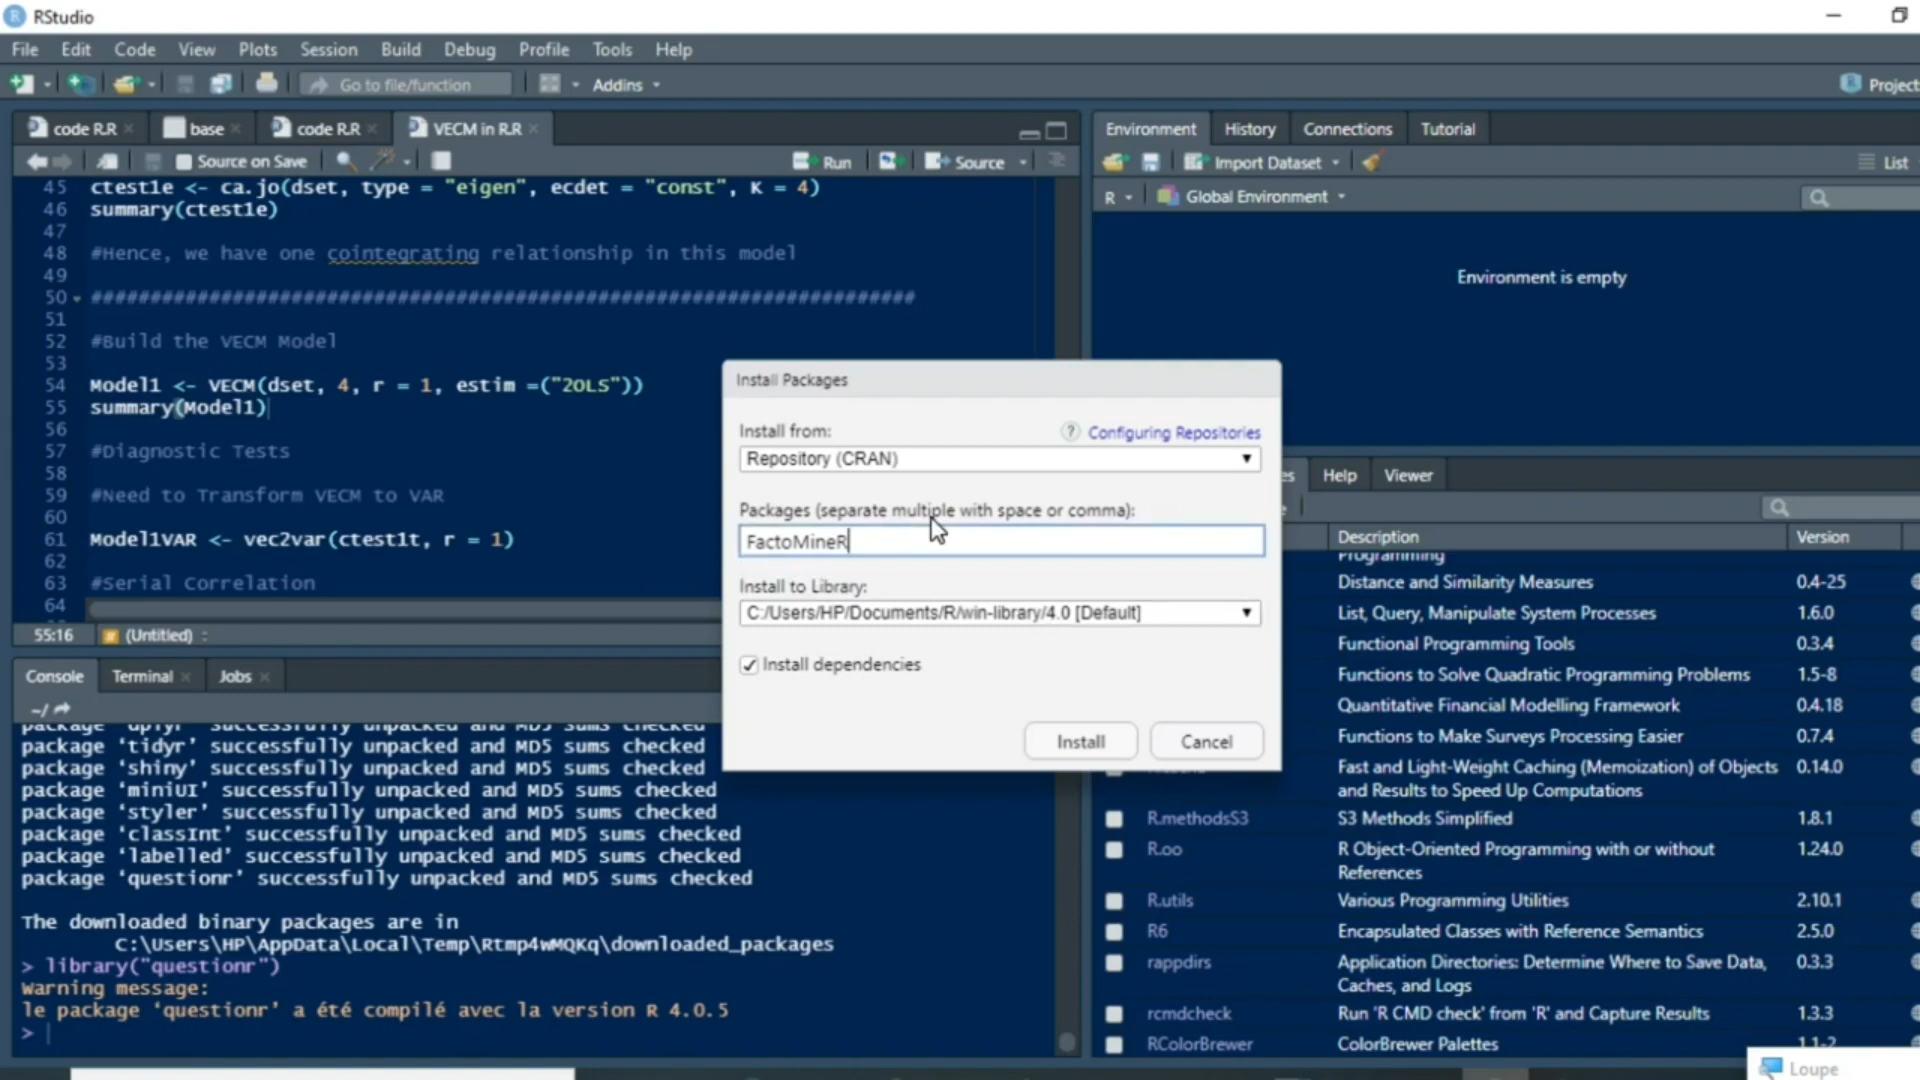 RStudio
File Edit Code View Plots Session Build Debug Profile Tools Help
Go to file/function Addins Project
code R.R base code R.R VECM in R.R
Source on Save Run Source
45 ctest1e <- ca.jo(dset, type = "eigen", ecdet = "const", K = 4)
46 summary(ctest1e)
47
48 #Hence, we have one cointegrating relationship in this model
49
50 ######################################################################
51
52 #Build the VECM Model
53
54 Model1 <- VECM(dset, 4, r = 1, estim =("2OLS"))
55 summary(Model1)
56
57 #Diagnostic Tests
58
59 #Need to Transform VECM to VAR
60
61 Model1VAR <- vec2var(ctest1t, r = 1)
62
63 #Serial Correlation
64
55:16 (Untitled)
Console Terminal Jobs
~/
package 'dplyr' successfully unpacked and MD5 sums checked
package 'tidyr' successfully unpacked and MD5 sums checked
package 'shiny' successfully unpacked and MD5 sums checked
package 'miniUI' successfully unpacked and MD5 sums checked
package 'styler' successfully unpacked and MD5 sums checked
package 'classInt' successfully unpacked and MD5 sums checked
package 'labelled' successfully unpacked and MD5 sums checked
package 'questionr' successfully unpacked and MD5 sums checked
The downloaded binary packages are in
C:\Users\HP\AppData\Local\Temp\Rtmp4wMQKq\downloaded_packages
> library("questionr")
Warning message:
le package 'questionr' a été compilé avec la version R 4.0.5
>
Install Packages
Install from: ? Configuring Repositories
Repository (CRAN)
Packages (separate multiple with space or comma):
FactoMineR
Install to Library:
C:/Users/HP/Documents/R/win-library/4.0 [Default]
Install dependencies
Install Cancel
Environment History Connections Tutorial
Import Dataset List
R Global Environment
Environment is empty
Help Viewer
Description Version
Programming
Distance and Similarity Measures 0.4-25
List, Query, Manipulate System Processes 1.6.0
Functional Programming Tools 0.3.4
Functions to Solve Quadratic Programming Problems 1.5-8
Quantitative Financial Modelling Framework 0.4.18
Functions to Make Surveys Processing Easier 0.7.4
Fast and Light-Weight Caching (Memoization) of Objects 0.14.0
and Results to Speed Up Computations
R.methodsS3 S3 Methods Simplified 1.8.1
R.oo R Object-Oriented Programming with or without 1.24.0
References
R.utils Various Programming Utilities 2.10.1
R6 Encapsulated Classes with Reference Semantics 2.5.0
rappdirs Application Directories: Determine Where to Save Data, 0.3.3
Caches, and Logs
rcmdcheck Run 'R CMD check' from 'R' and Capture Results 1.3.3
RColorBrewer ColorBrewer Palettes 1.1-2
Loupe